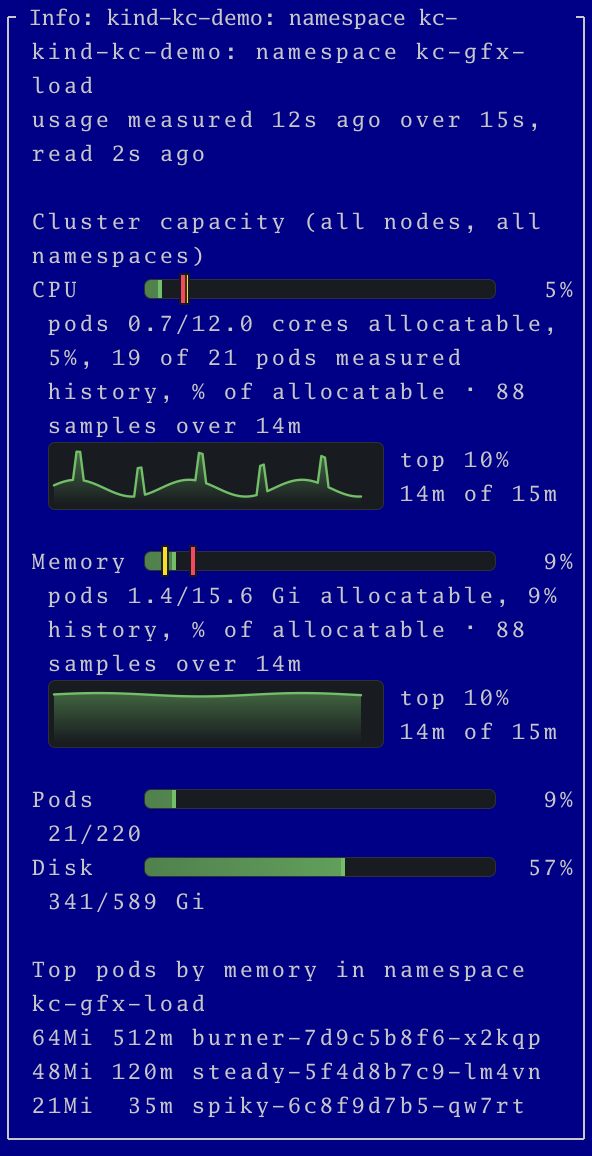 Info: kind-kc-demo: namespace kc-
kind-kc-demo: namespace kc-gfx-
load
usage measured 12s ago over 15s,
read 2s ago
Cluster capacity (all nodes, all
namespaces)
CPU 5%
pods 0.7/12.0 cores allocatable,
5%, 19 of 21 pods measured
history, % of allocatable · 88
samples over 14m
top 10%
14m of 15m
Memory 9%
pods 1.4/15.6 Gi allocatable, 9%
history, % of allocatable · 88
samples over 14m
top 10%
14m of 15m
Pods 9%
21/220
Disk 57%
341/589 Gi
Top pods by memory in namespace
kc-gfx-load
64Mi 512m burner-7d9c5b8f6-x2kqp
48Mi 120m steady-5f4d8b7c9-lm4vn
21Mi  35m spiky-6c8f9d7b5-qw7rt